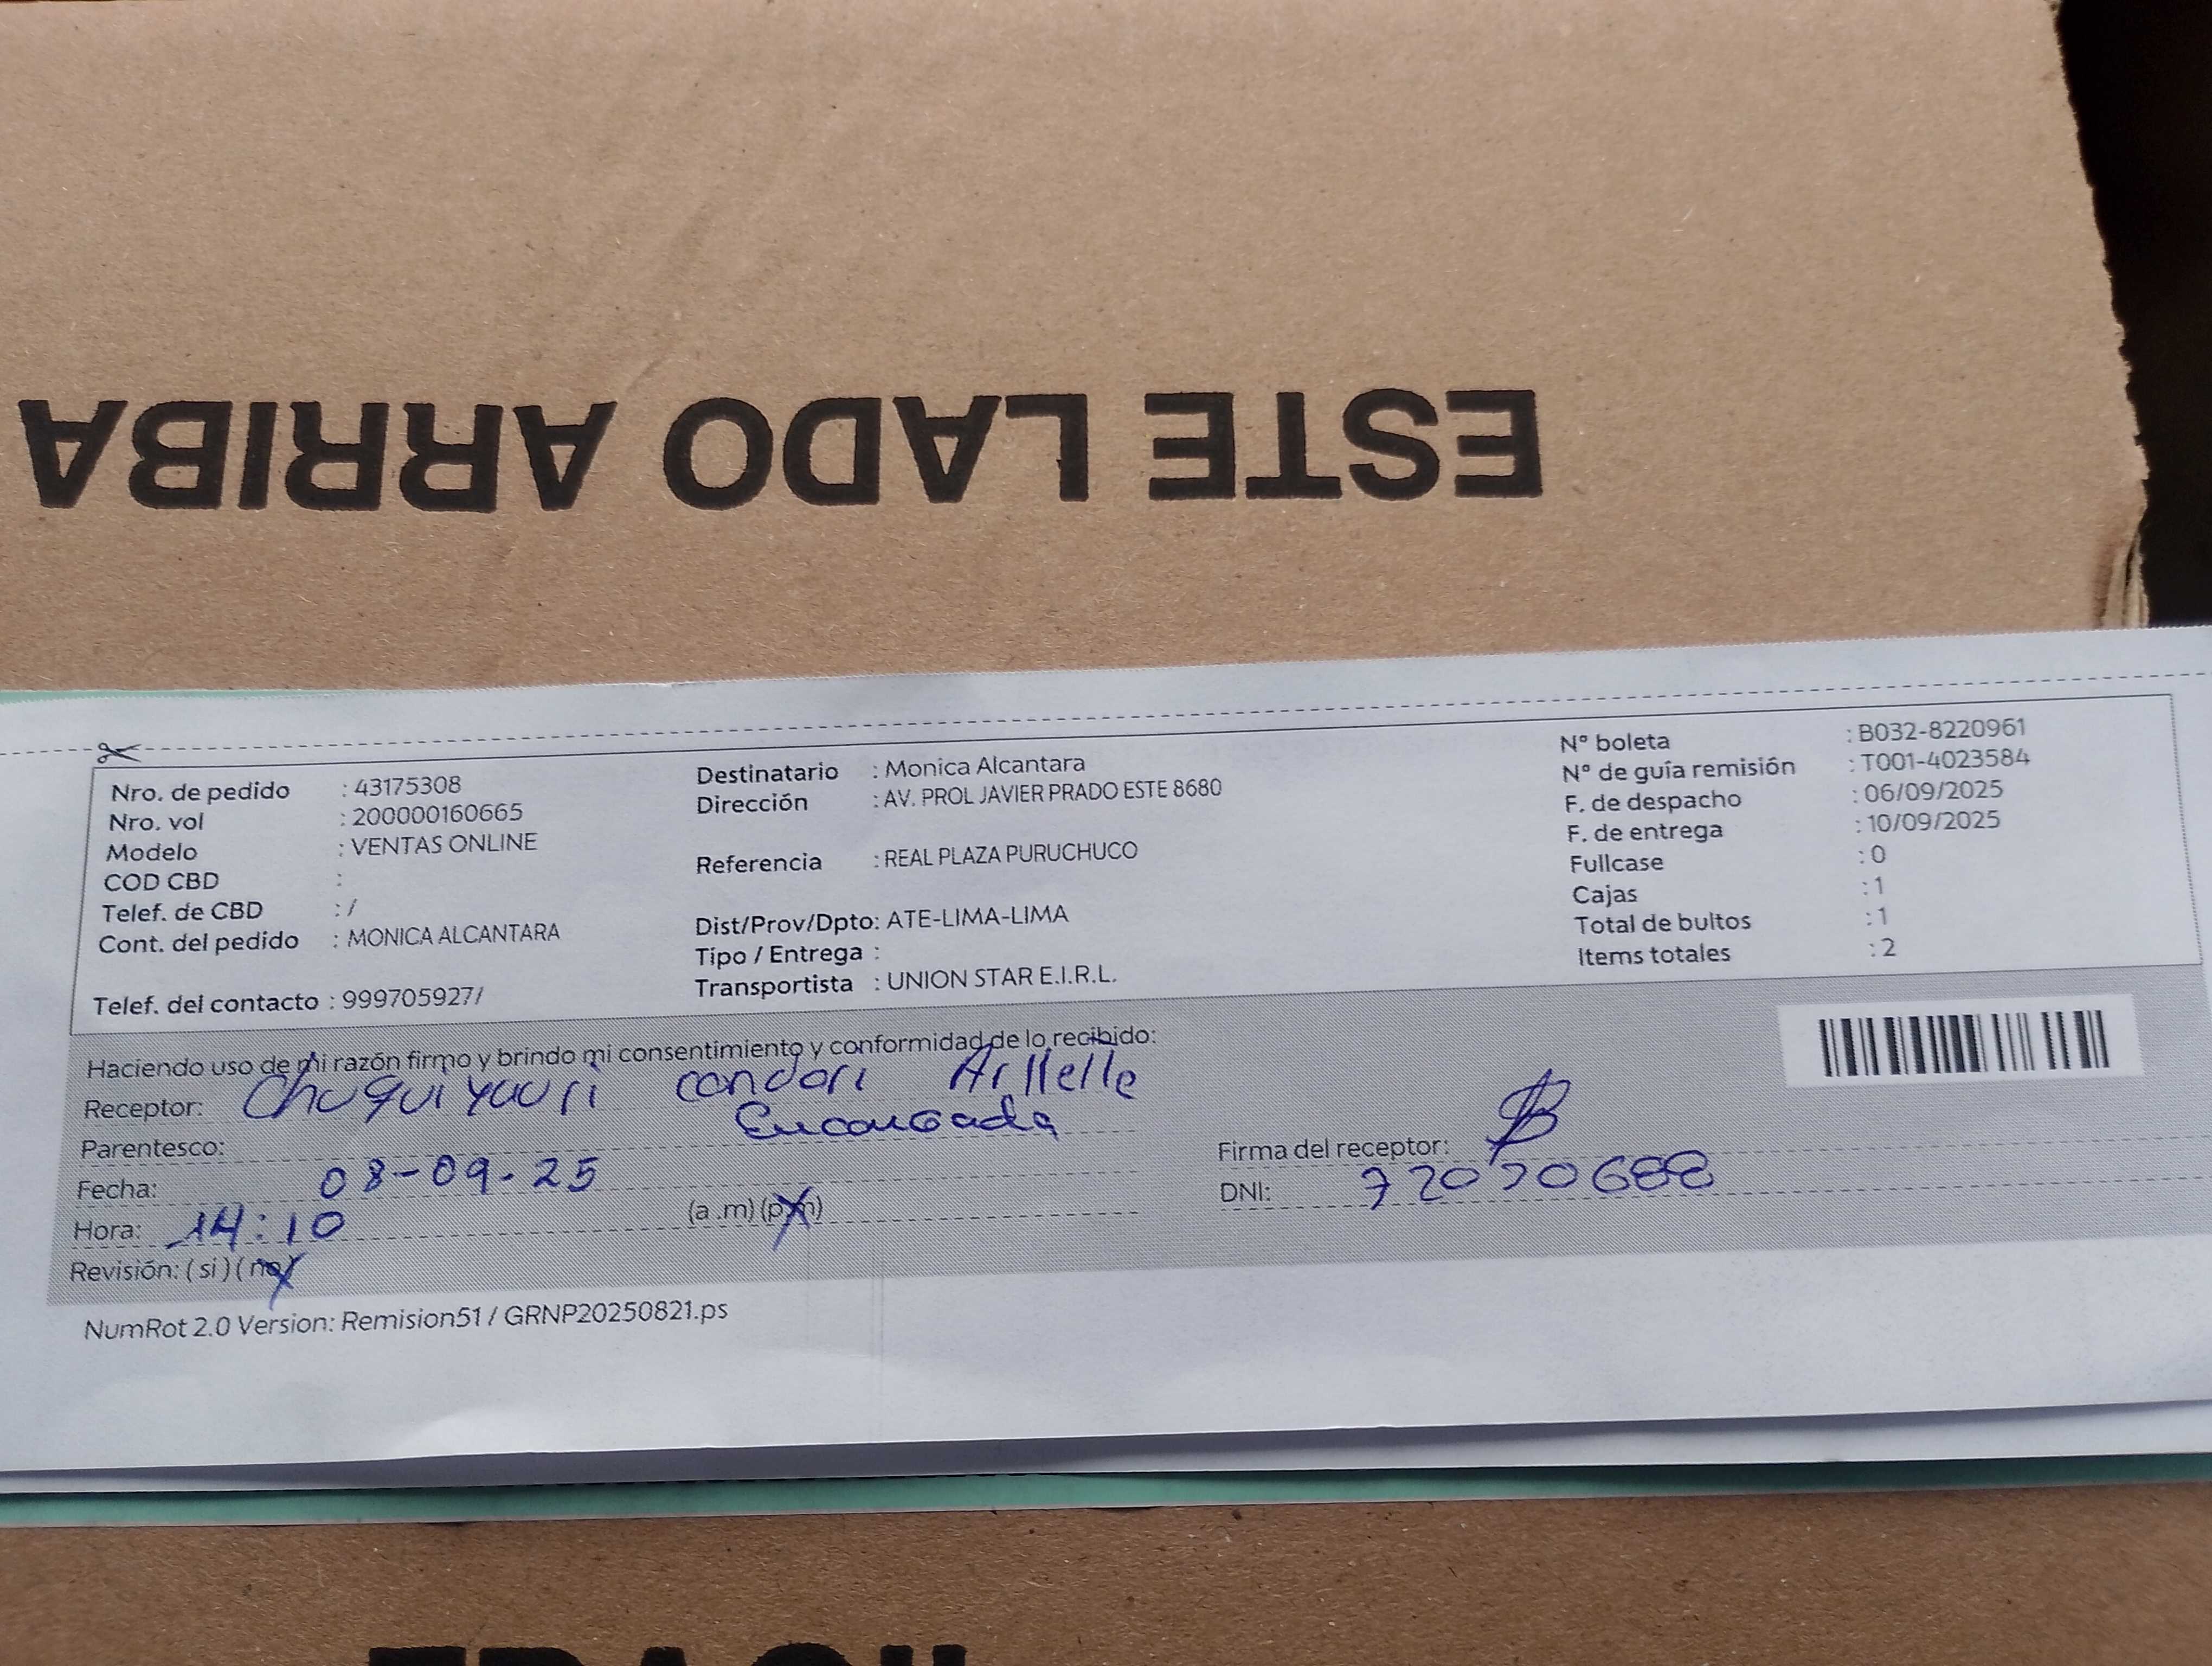 ESTE LADO ARRIBA
Nro. de pedido : 43175308
Nro. vol : 200000160665
Modelo : VENTAS ONLINE
COD CBD :
Telef. de CBD : /
Cont. del pedido : MONICA ALCANTARA
Telef. del contacto : 999705927/
Destinatario : Monica Alcantara
Dirección : AV. PROL JAVIER PRADO ESTE 8680
Referencia : REAL PLAZA PURUCHUCO
Dist/Prov/Dpto: ATE-LIMA-LIMA
Tipo / Entrega :
Transportista : UNION STAR E.I.R.L.
N° boleta : B032-8220961
N° de guía remisión : T001-4023584
F. de despacho : 06/09/2025
F. de entrega : 10/09/2025
Fullcase : 0
Cajas : 1
Total de bultos : 1
Items totales : 2
Haciendo uso de mi razón firmo y brindo mi consentimiento y conformidad de lo recibido:
Receptor: Chuquiyauri condori Arllelle
Encargada
Parentesco:
Fecha: 08-09-25
Hora: 14:10 (a .m) (p.m)
Revisión: ( si ) ( no )
Firma del receptor:
DNI: 72070688
NumRot 2.0 Version: Remision51 / GRNP20250821.ps